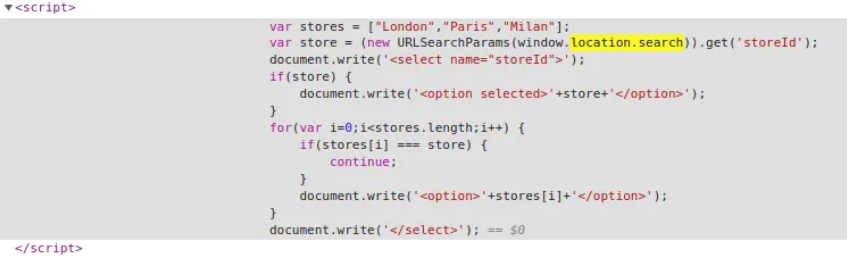 ▼<script>
var stores = ["London","Paris","Milan"];
var store = (new URLSearchParams(window.location.search)).get('storeId');
document.write('<select name="storeId">');
if(store) {
document.write('<option selected>'+store+'</option>');
}
for(var i=0;i<stores.length;i++) {
if(stores[i] === store) {
continue;
}
document.write('<option>'+stores[i]+'</option>');
}
document.write('</select>'); == $0
</script>